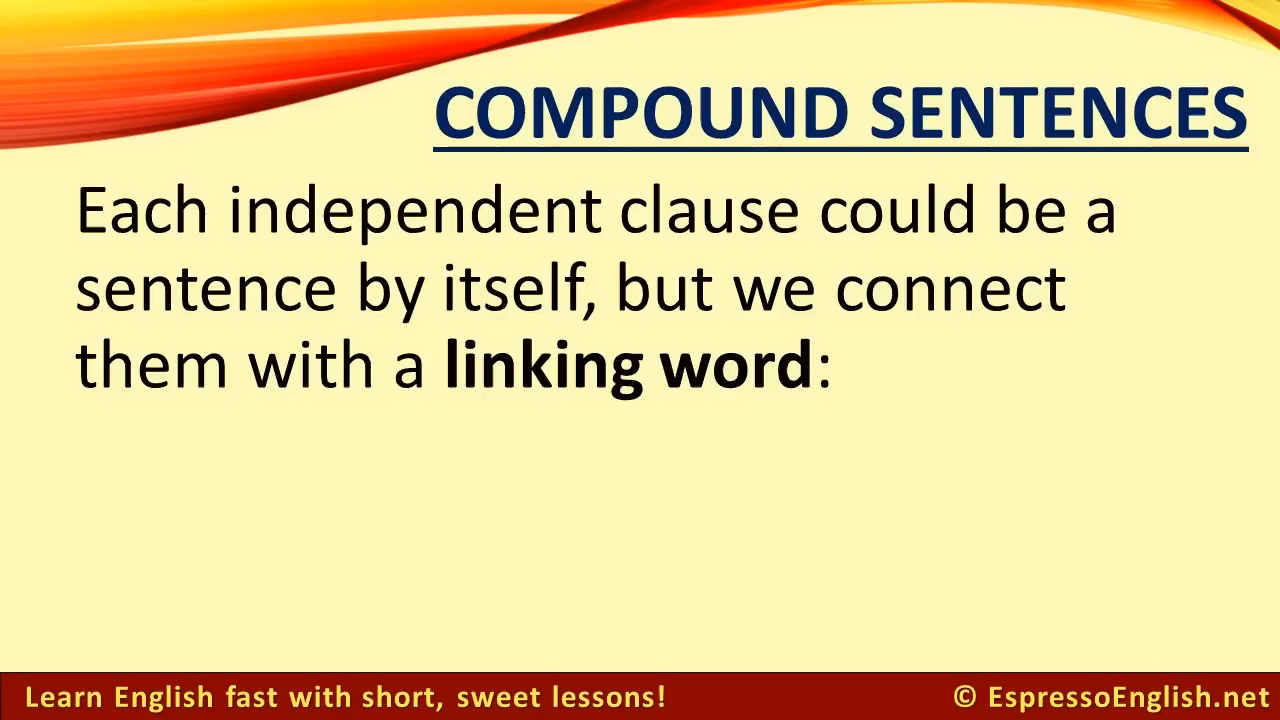 COMPOUND SENTENCES
Each independent clause could be a
sentence by itself, but we connect
them with a linking word:
Learn English fast with short, sweet lessons!
© EspressoEnglish.net